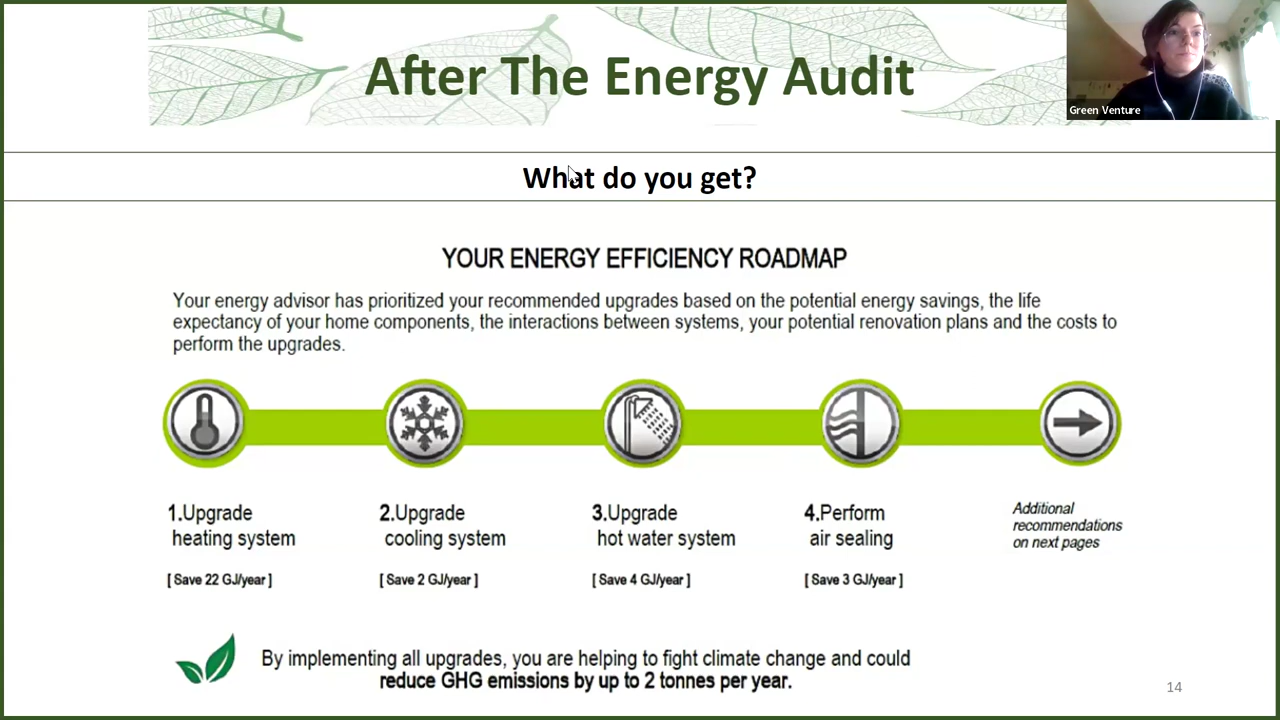 After The Energy Audit
Green Venture
What do you get?
YOUR ENERGY EFFICIENCY ROADMAP
Your energy advisor has prioritized your recommended upgrades based on the potential energy savings, the life
expectancy of your home components, the interactions between systems, your potential renovation plans and the costs to
perform the upgrades.
1.Upgrade
heating system
[ Save 22 GJ/year ]
2.Upgrade
cooling system
[ Save 2 GJ/year ]
3.Upgrade
hot water system
[ Save 4 GJ/year ]
4.Perform
air sealing
[ Save 3 GJ/year ]
Additional
recommendations
on next pages
By implementing all upgrades, you are helping to fight climate change and could
reduce GHG emissions by up to 2 tonnes per year.
14